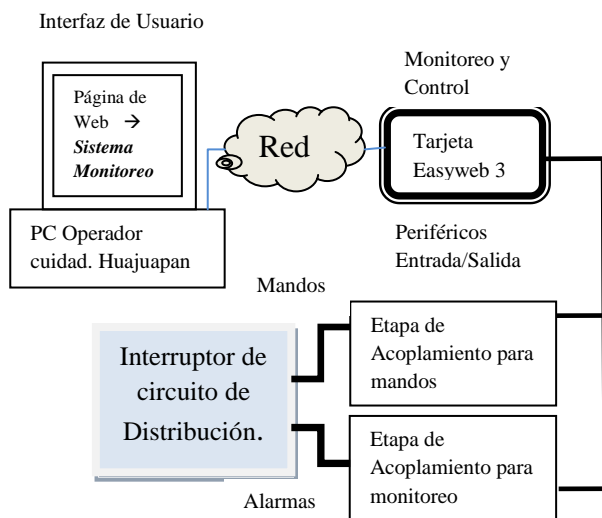 Interfaz de Usuario
Página de
Web →
Sistema
Monitoreo
PC Operador
cuidad. Huajuapan
Red
Monitoreo y
Control
Tarjeta
Easyweb 3
Periféricos
Entrada/Salida
Mandos
Interruptor de
circuito de
Distribución.
Etapa de
Acoplamiento para
mandos
Etapa de
Acoplamiento para
monitoreo
Alarmas